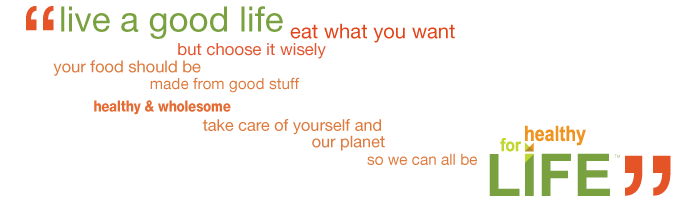 “live a good life eat what you want
but choose it wisely
your food should be
made from good stuff
healthy & wholesome
take care of yourself and
our planet
so we can all be
healthy
for
LiFE™”